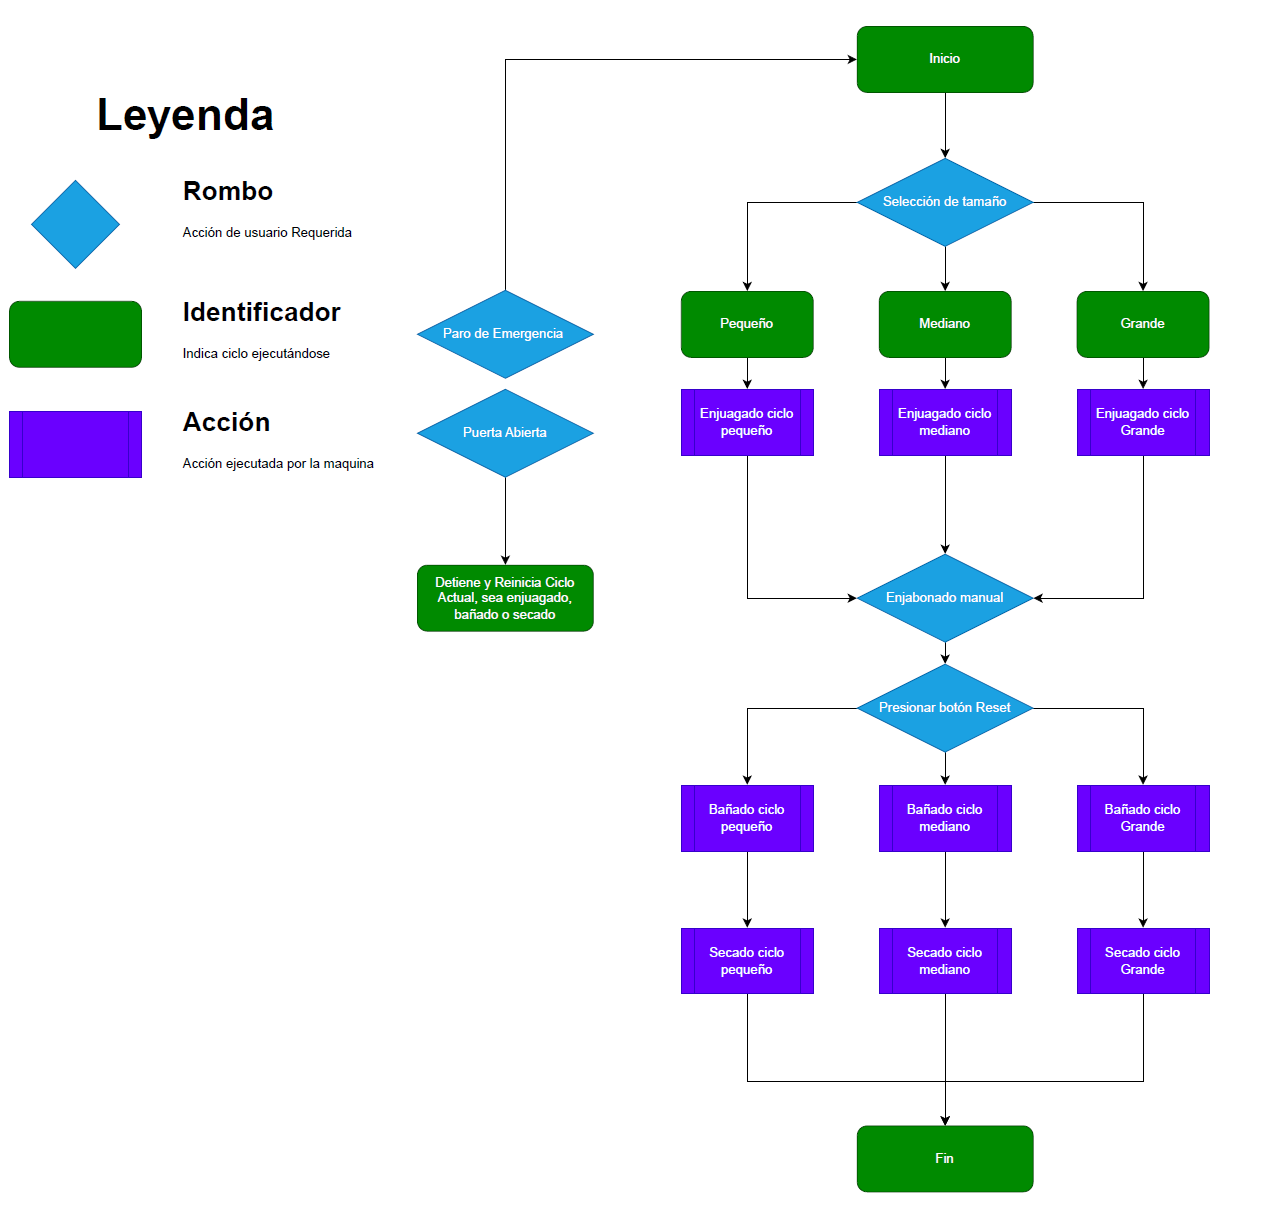 Leyenda
Rombo
Acción de usuario Requerida
Identificador
Indica ciclo ejecutándose
Acción
Acción ejecutada por la maquina
Paro de Emergencia
Puerta Abierta
Detiene y Reinicia Ciclo
Actual, sea enjuagado,
bañado o secado
Inicio
Selección de tamaño
Pequeño
Mediano
Grande
Enjuagado ciclo
pequeño
Enjuagado ciclo
mediano
Enjuagado ciclo
Grande
Enjabonado manual
Presionar botón Reset
Bañado ciclo
pequeño
Bañado ciclo
mediano
Bañado ciclo
Grande
Secado ciclo
pequeño
Secado ciclo
mediano
Secado ciclo
Grande
Fin